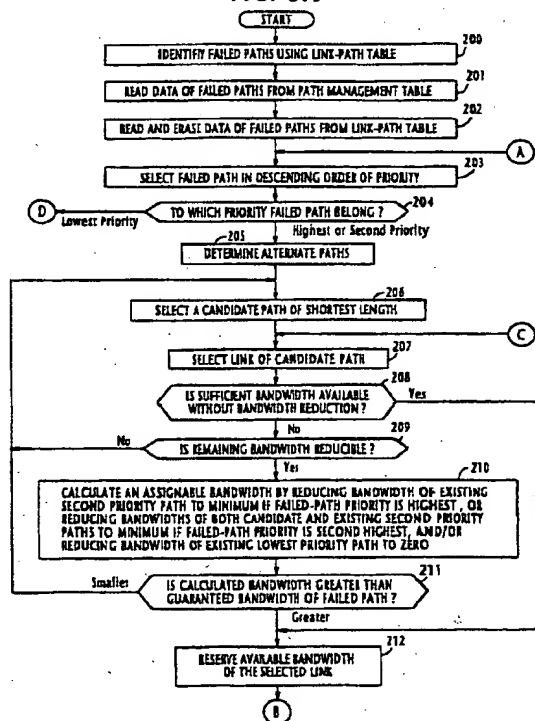 START
200
IDENTIFY FAILED PATHS USING LINK-PATH TABLE
201
READ DATA OF FAILED PATHS FROM PATH MANAGEMENT TABLE
202
READ AND ERASE DATA OF FAILED PATHS FROM LINK-PATH TABLE
A
203
SELECT FAILED PATH IN DESCENDING ORDER OF PRIORITY
204
D
TO WHICH PRIORITY FAILED PATH BELONG ?
Lowest Priority
Highest or Second Priority
205
DETERMINE ALTERNATE PATHS
206
SELECT A CANDIDATE PATH OF SHORTEST LENGTH
C
207
SELECT LINK OF CANDIDATE PATH
208
IS SUFFICIENT BANDWIDTH AVAILABLE
WITHOUT BANDWIDTH REDUCTION ?
Yes
No
209
No
IS REMAINING BANDWIDTH REDUCIBLE ?
Yes
210
CALCULATE AN ASSIGNABLE BANDWIDTH BY REDUCING BANDWIDTH OF EXISTING
SECOND PRIORITY PATH TO MINIMUM IF FAILED-PATH PRIORITY IS HIGHEST, OR
REDUCING BANDWIDTHS OF BOTH CANDIDATE AND EXISTING SECOND PRIORITY
PATHS TO MINIMUM IF FAILED-PATH PRIORITY IS SECOND HIGHEST, AND/OR
REDUCING BANDWIDTH OF EXISTING LOWEST PRIORITY PATH TO ZERO
211
Smaller
IS CALCULATED BANDWIDTH GREATER THAN
GUARANTEED BANDWIDTH OF FAILED PATH ?
Greater
212
RESERVE AVAILABLE BANDWIDTH
OF THE SELECTED LINK
B